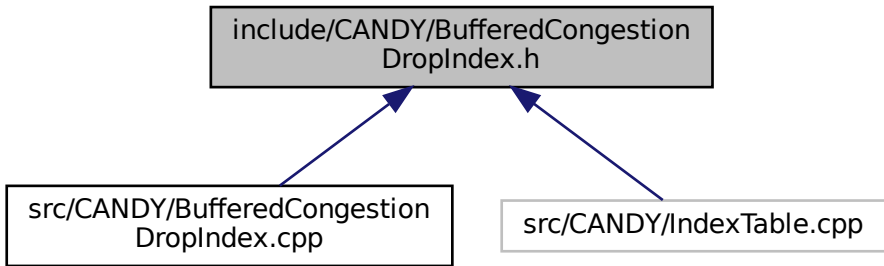 include/CANDY/BufferedCongestion
DropIndex.h
src/CANDY/BufferedCongestion
DropIndex.cpp
src/CANDY/IndexTable.cpp